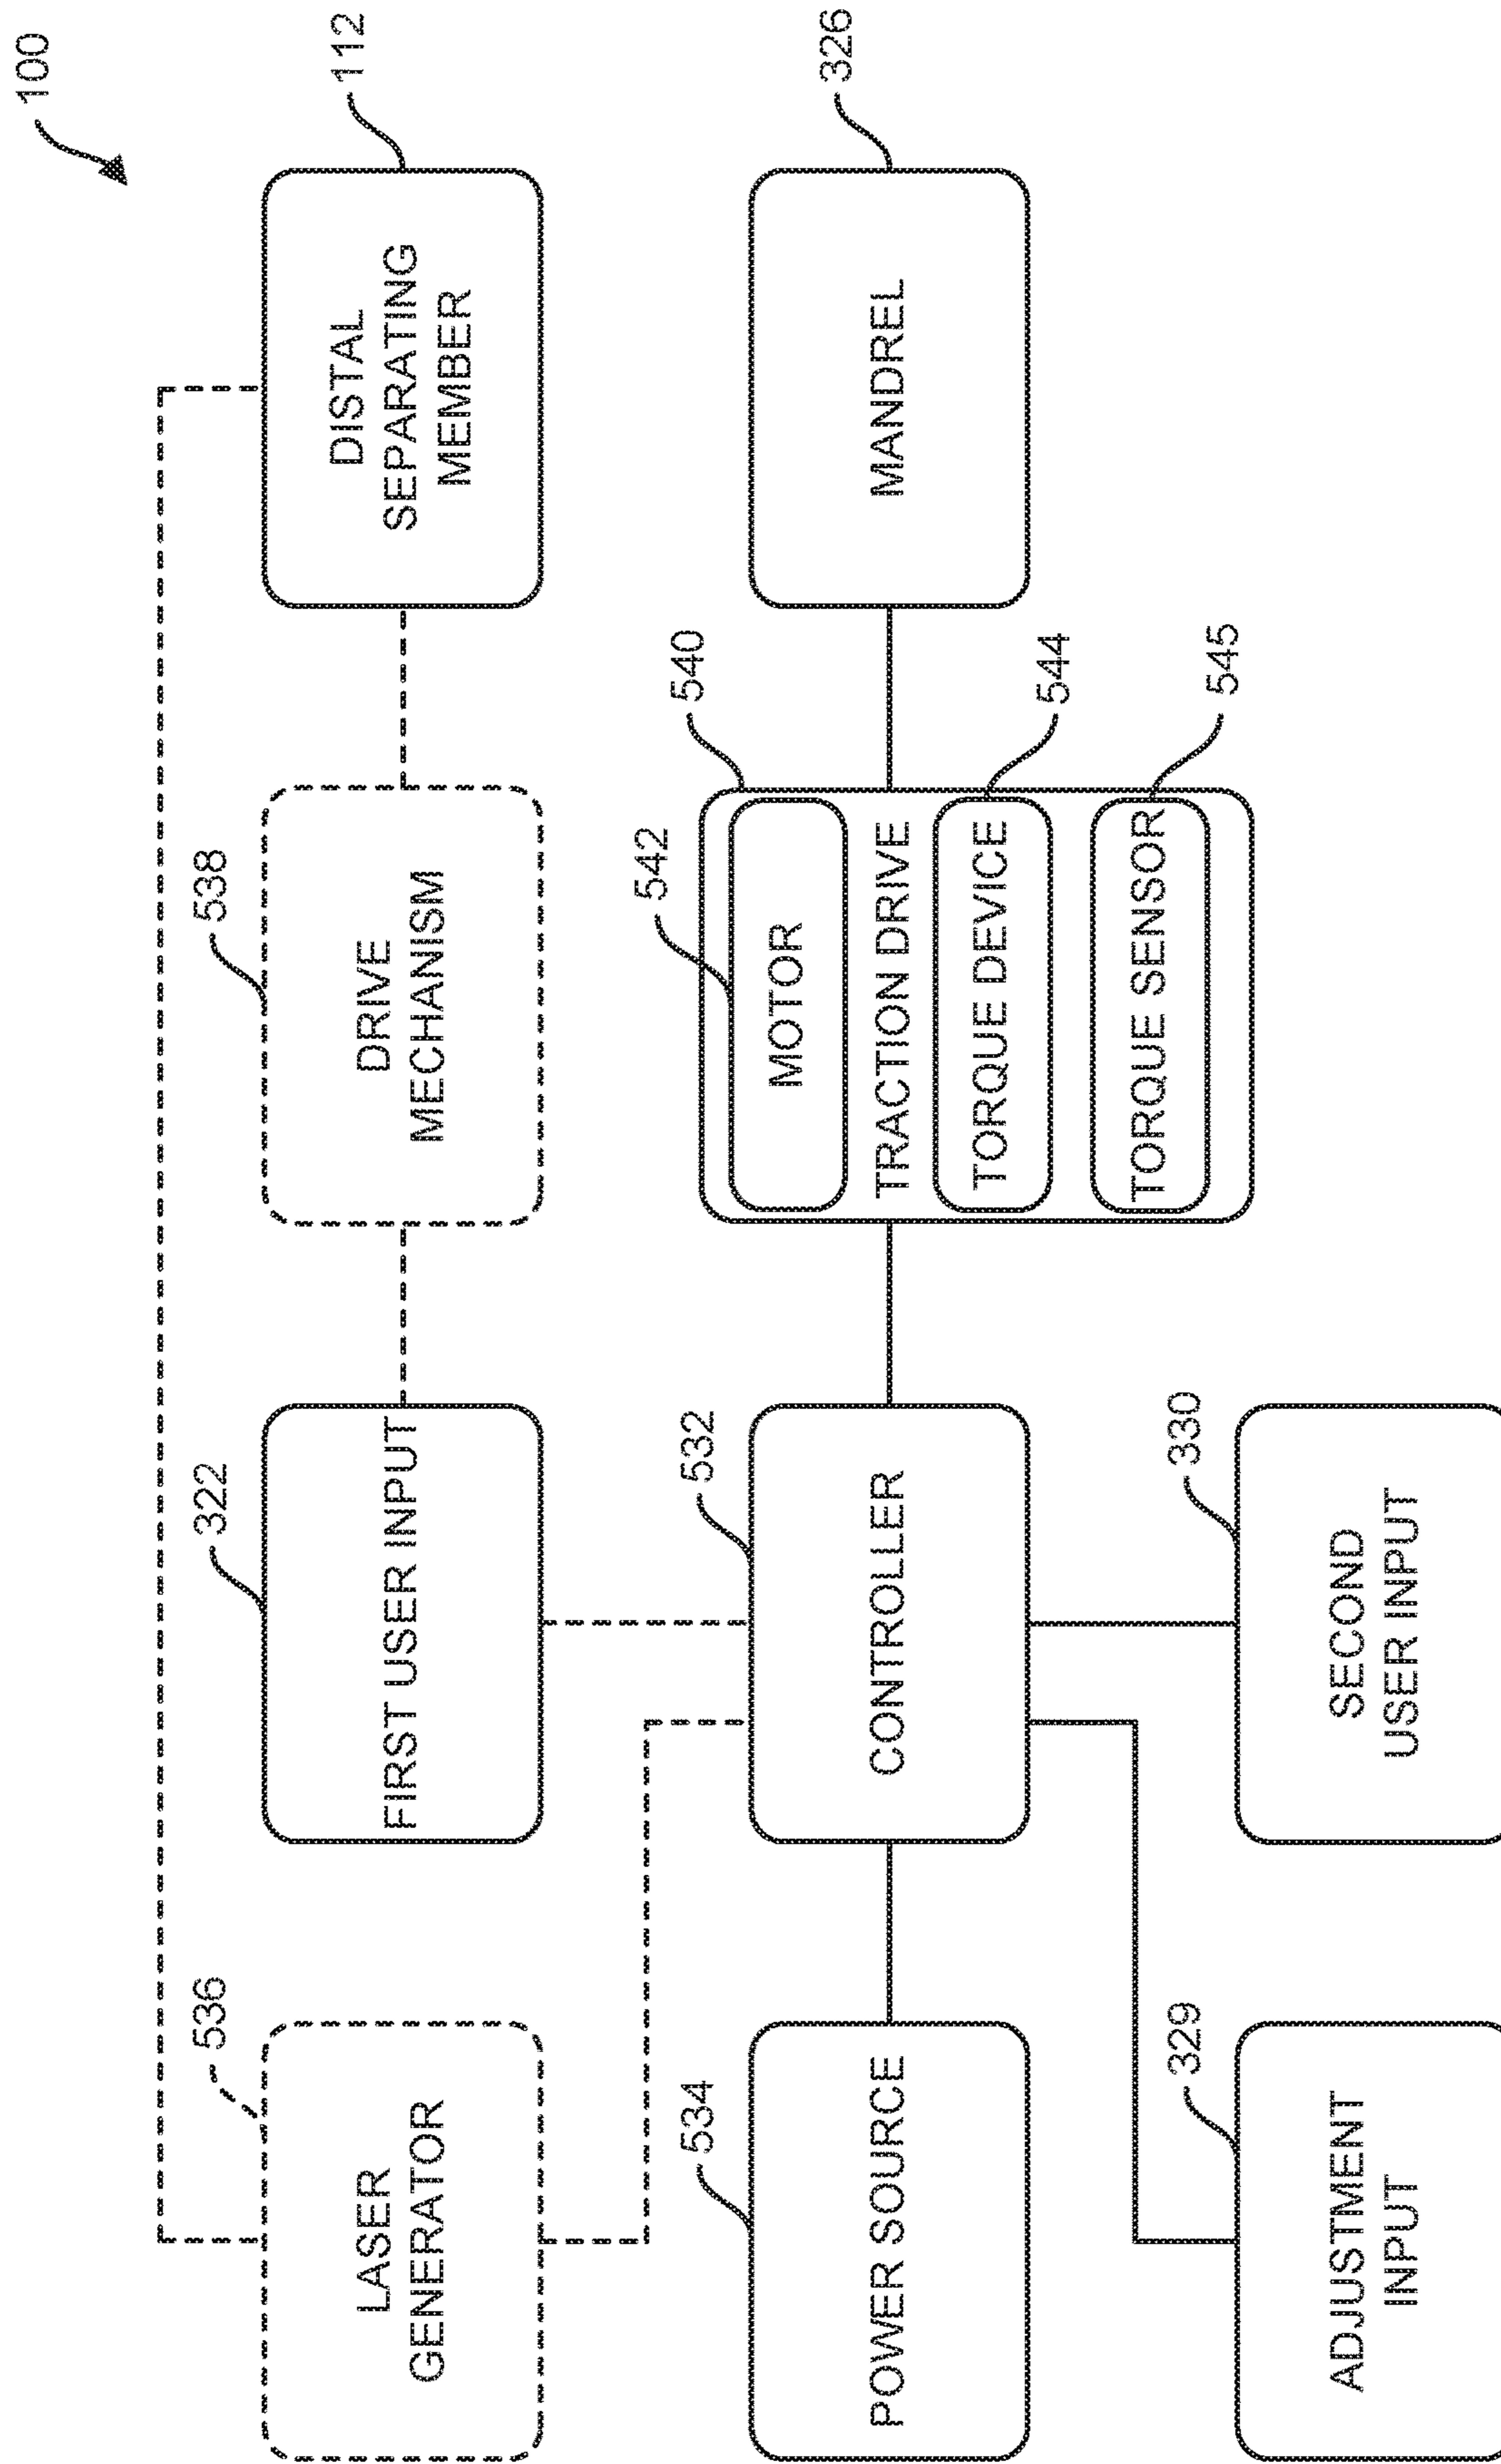 100
536
LASER
GENERATOR
322
FIRST USER INPUT
538
DRIVE
MECHANISM
112
DISTAL
SEPARATING
MEMBER
534
POWER SOURCE
532
CONTROLLER
540
542
MOTOR
TRACTION DRIVE
TORQUE DEVICE
544
TORQUE SENSOR
545
326
MANDREL
329
ADJUSTMENT
INPUT
330
SECOND
USER INPUT